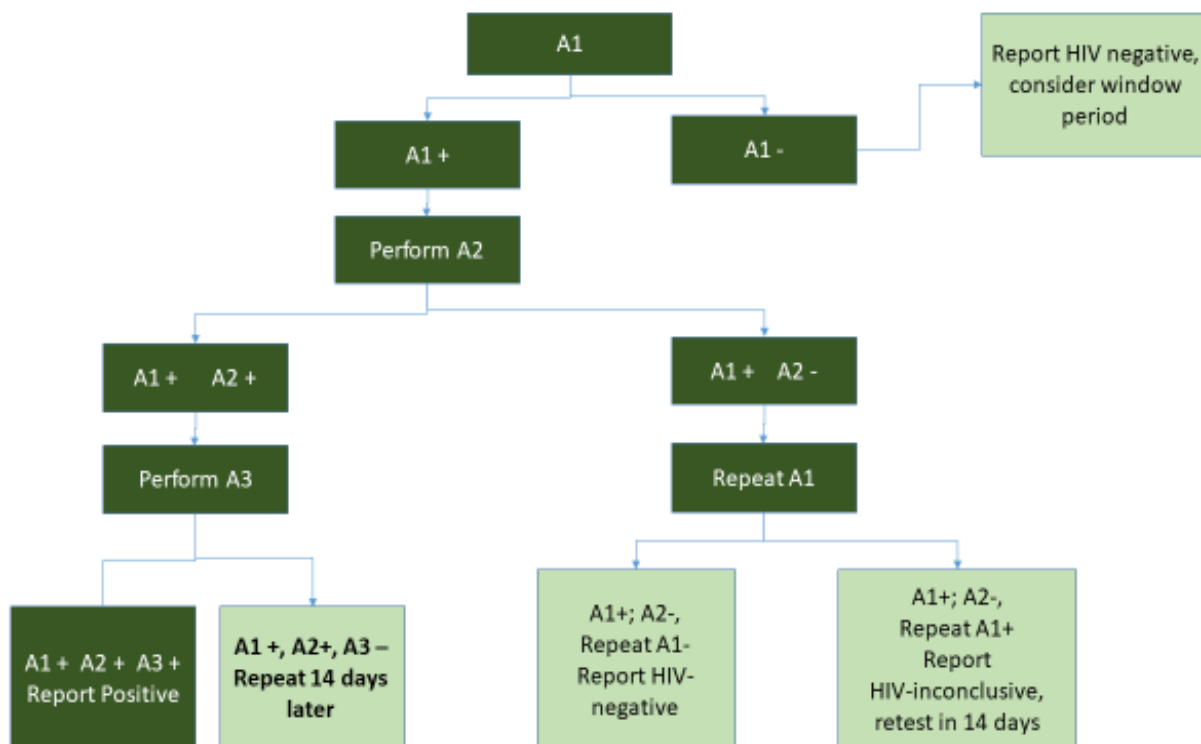 A1
Report HIV negative,
consider window
period
A1 +
A1 -
Perform A2
A1 + A2 +
A1 + A2 -
Perform A3
Repeat A1
A1 + A2 + A3 +
Report Positive
A1 +, A2+, A3 –
Repeat 14 days
later
A1+; A2-,
Repeat A1-
Report HIV-
negative
A1+; A2-,
Repeat A1+
Report
HIV-inconclusive,
retest in 14 days